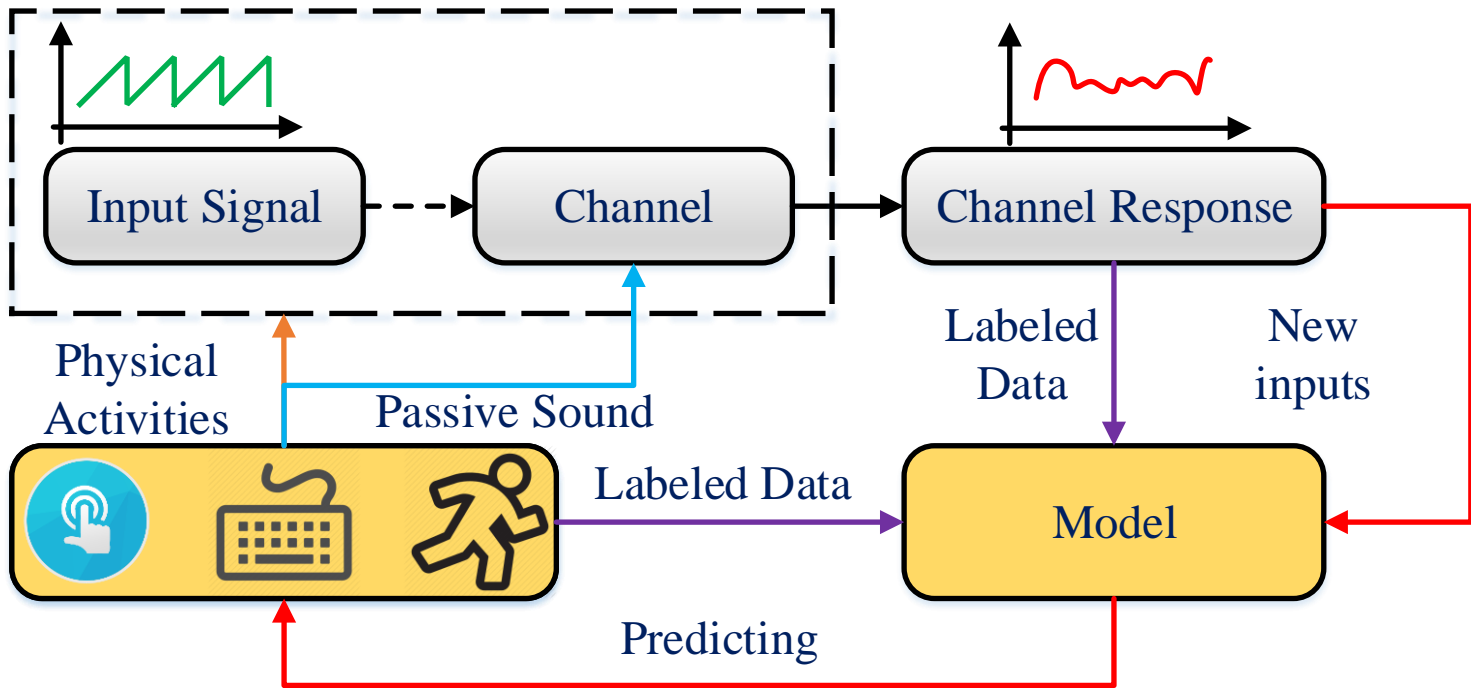 Input Signal
Channel
Channel Response
Physical
Activities
Passive Sound
Labeled
Data
New
inputs
Labeled Data
Model
Predicting